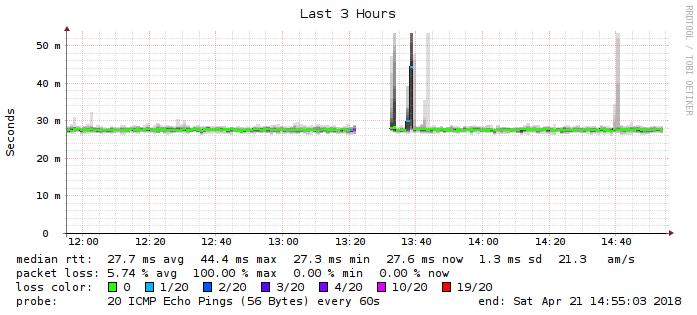 Last 3 Hours
RRDTOOL / TOBI OETIKER
Seconds
50 m
40 m
30 m
20 m
10 m
0
12:00 12:20 12:40 13:00 13:20 13:40 14:00 14:20 14:40
median rtt: 27.7 ms avg 44.4 ms max 27.3 ms min 27.6 ms now 1.3 ms sd 21.3 am/s
packet loss: 5.74 % avg 100.00 % max 0.00 % min 0.00 % now
loss color: 0 1/20 2/20 3/20 4/20 10/20 19/20
probe: 20 ICMP Echo Pings (56 Bytes) every 60s end: Sat Apr 21 14:55:03 2018